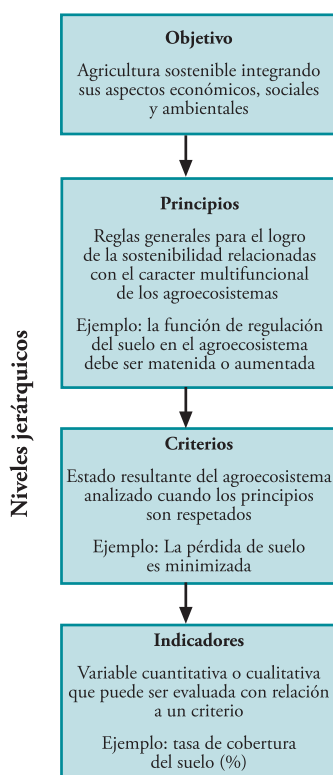 Niveles jerárquicos
Objetivo
Agricultura sostenible integrando
sus aspectos económicos, sociales
y ambientales
Principios
Reglas generales para el logro
de la sostenibilidad relacionadas
con el caracter multifuncional
de los agroecosistemas
Ejemplo: la función de regulación
del suelo en el agroecosistema
debe ser matenida o aumentada
Criterios
Estado resultante del agroecosistema
analizado cuando los principios
son respetados
Ejemplo: La pérdida de suelo
es minimizada
Indicadores
Variable cuantitativa o cualitativa
que puede ser evaluada con relación
a un criterio
Ejemplo: tasa de cobertura
del suelo (%)